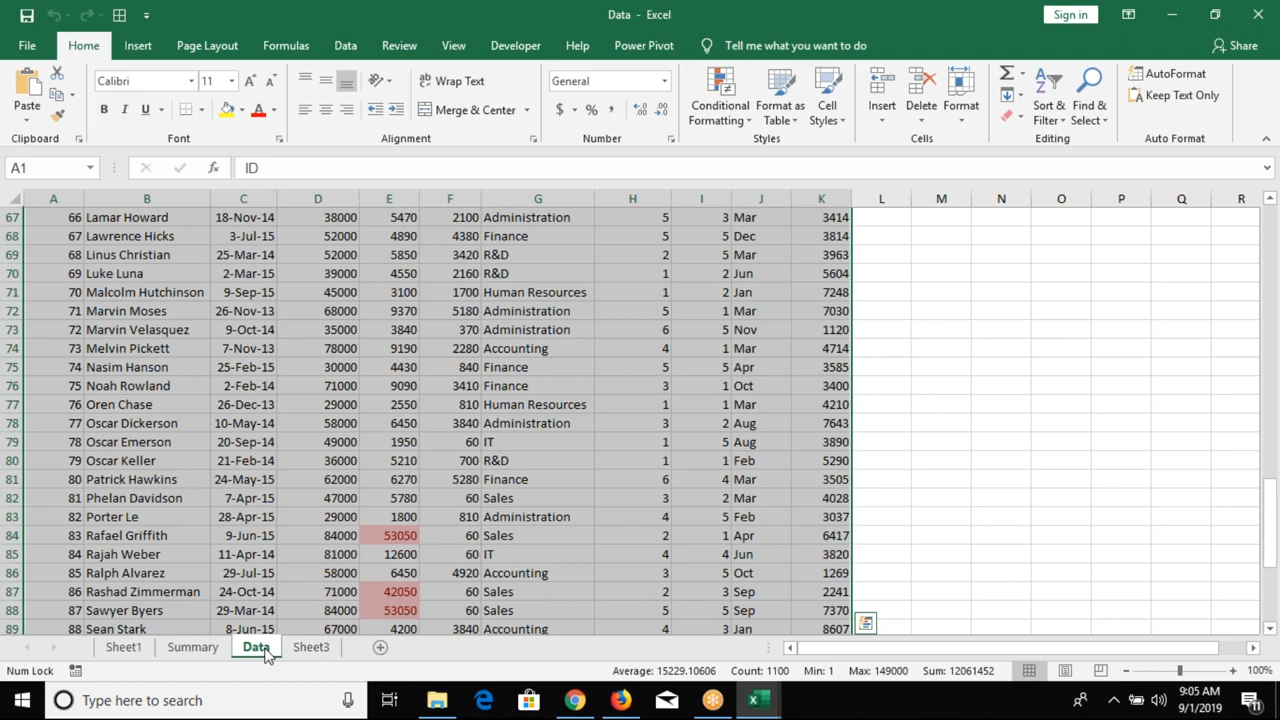 Data - Excel
Sign in
File Home Insert Page Layout Formulas Data Review View Developer Help Power Pivot Tell me what you want to do Share
Paste
Calibri 11
Wrap Text
General
Merge & Center
Conditional Formatting
Format as Table
Cell Styles
Insert
Delete
Format
Sort & Filter
Find & Select
AutoFormat
Keep Text Only
Clipboard Font Alignment Number Styles Cells Editing Auto Format
A1 ID
A B C D E F G H I J K L M N O P Q R
67 66 Lamar Howard 18-Nov-14 38000 5470 2100 Administration 5 3 Mar 3414
68 67 Lawrence Hicks 3-Jul-15 52000 4890 4380 Finance 5 5 Dec 3814
69 68 Linus Christian 25-Mar-14 52000 5850 3420 R&D 2 5 Mar 3963
70 69 Luke Luna 2-Mar-15 39000 4550 2160 R&D 1 2 Jun 5604
71 70 Malcolm Hutchinson 9-Sep-15 45000 3100 1700 Human Resources 1 2 Jan 7248
72 71 Marvin Moses 26-Nov-13 68000 9370 5180 Administration 5 1 Mar 7030
73 72 Marvin Velasquez 9-Oct-14 35000 3840 370 Administration 6 5 Nov 1120
74 73 Melvin Pickett 7-Nov-13 78000 9190 2280 Accounting 4 1 Mar 4714
75 74 Nasim Hanson 25-Feb-15 30000 4430 840 Finance 5 5 Apr 3585
76 75 Noah Rowland 2-Feb-14 71000 9090 3410 Finance 3 1 Oct 3400
77 76 Oren Chase 26-Dec-13 29000 2550 810 Human Resources 1 1 Mar 4210
78 77 Oscar Dickerson 10-May-14 58000 6450 3840 Administration 3 2 Aug 7643
79 78 Oscar Emerson 20-Sep-14 49000 1950 60 IT 1 5 Aug 3890
80 79 Oscar Keller 21-Feb-14 36000 5210 700 R&D 1 1 Feb 5290
81 80 Patrick Hawkins 24-May-15 62000 6270 5280 Finance 6 4 Mar 3505
82 81 Phelan Davidson 7-Apr-15 47000 5780 60 Sales 3 2 Mar 4028
83 82 Porter Le 28-Apr-15 29000 1800 810 Administration 4 5 Feb 3037
84 83 Rafael Griffith 9-Jun-15 84000 53050 60 Sales 2 1 Apr 6417
85 84 Rajah Weber 11-Apr-14 81000 12600 60 IT 4 4 Jun 3820
86 85 Ralph Alvarez 29-Jul-15 58000 6450 4920 Accounting 3 5 Oct 1269
87 86 Rashad Zimmerman 24-Oct-14 71000 42050 60 Sales 2 3 Sep 2241
88 87 Sawyer Byers 29-Mar-14 84000 53050 60 Sales 5 5 Sep 7370
89 88 Sean Stark 8-Jun-15 67000 4200 3840 Accounting 4 3 Jan 8607
Sheet1 Summary Data Sheet3
Num Lock Average: 15229.10606 Count: 1100 Min: 1 Max: 149000 Sum: 12061452 100%
Type here to search
9:05 AM
9/1/2019
11